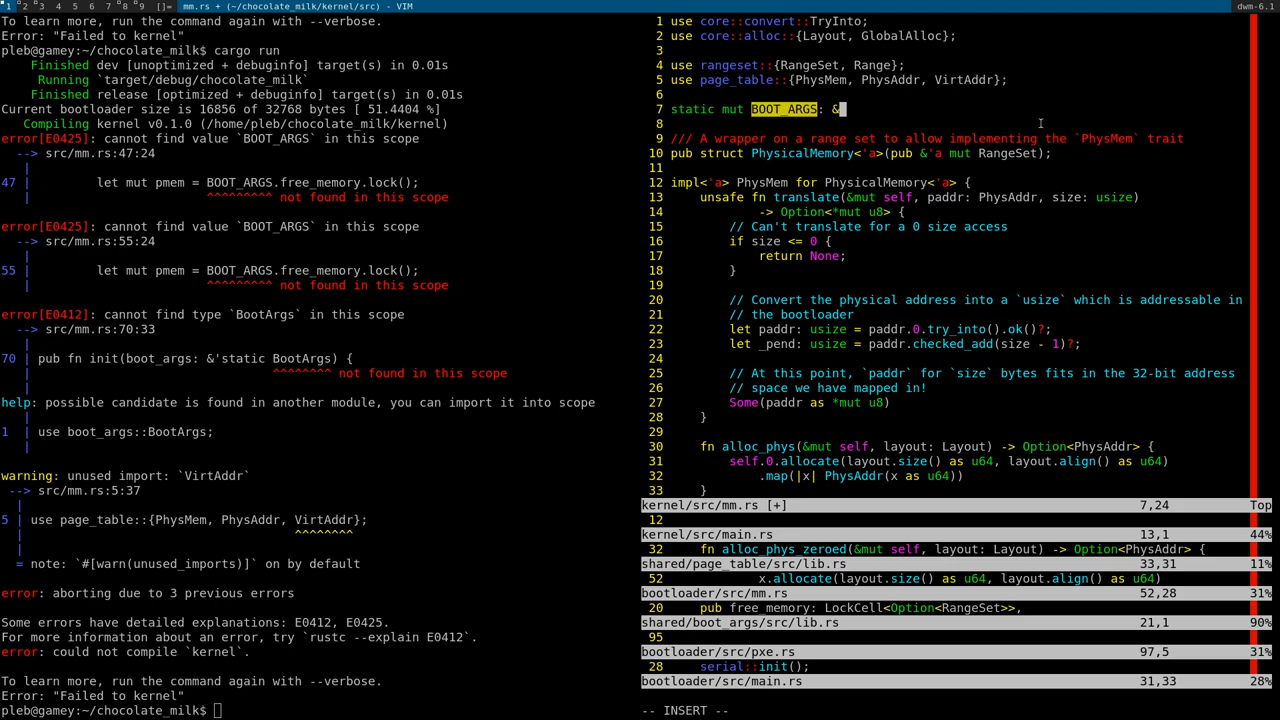 1 2 3 4 5 6 7 8 9 []= mm.rs + (~/chocolate_milk/kernel/src) - VIM dwm-6.1
To learn more, run the command again with --verbose.
Error: "Failed to kernel"
pleb@gamey:~/chocolate_milk$ cargo run
    Finished dev [unoptimized + debuginfo] target(s) in 0.01s
     Running `target/debug/chocolate_milk`
    Finished release [optimized + debuginfo] target(s) in 0.01s
Current bootloader size is 16856 of 32768 bytes [ 51.4404 %]
   Compiling kernel v0.1.0 (/home/pleb/chocolate_milk/kernel)
error[E0425]: cannot find value `BOOT_ARGS` in this scope
  --> src/mm.rs:47:24
   |
47 |         let mut pmem = BOOT_ARGS.free_memory.lock();
   |                        ^^^^^^^^^ not found in this scope

error[E0425]: cannot find value `BOOT_ARGS` in this scope
  --> src/mm.rs:55:24
   |
55 |         let mut pmem = BOOT_ARGS.free_memory.lock();
   |                        ^^^^^^^^^ not found in this scope

error[E0412]: cannot find type `BootArgs` in this scope
  --> src/mm.rs:70:33
   |
70 | pub fn init(boot_args: &'static BootArgs) {
   |                                 ^^^^^^^^ not found in this scope
   |
help: possible candidate is found in another module, you can import it into scope
   |
1  | use boot_args::BootArgs;
   |

warning: unused import: `VirtAddr`
 --> src/mm.rs:5:37
  |
5 | use page_table::{PhysMem, PhysAddr, VirtAddr};
  |                                     ^^^^^^^^
  |
  = note: `#[warn(unused_imports)]` on by default

error: aborting due to 3 previous errors

Some errors have detailed explanations: E0412, E0425.
For more information about an error, try `rustc --explain E0412`.
error: could not compile `kernel`.

To learn more, run the command again with --verbose.
Error: "Failed to kernel"
pleb@gamey:~/chocolate_milk$
1 use core::convert::TryInto;
2 use core::alloc::{Layout, GlobalAlloc};
3
4 use rangeset::{RangeSet, Range};
5 use page_table::{PhysMem, PhysAddr, VirtAddr};
6
7 static mut BOOT_ARGS: &
8
9 /// A wrapper on a range set to allow implementing the `PhysMem` trait
10 pub struct PhysicalMemory<'a>(pub &'a mut RangeSet);
11
12 impl<'a> PhysMem for PhysicalMemory<'a> {
13     unsafe fn translate(&mut self, paddr: PhysAddr, size: usize)
14             -> Option<*mut u8> {
15         // Can't translate for a 0 size access
16         if size <= 0 {
17             return None;
18         }
19
20         // Convert the physical address into a `usize` which is addressable in
21         // the bootloader
22         let paddr: usize = paddr.0.try_into().ok()?;
23         let _pend: usize = paddr.checked_add(size - 1)?;
24
25         // At this point, `paddr` for `size` bytes fits in the 32-bit address
26         // space we have mapped in!
27         Some(paddr as *mut u8)
28     }
29
30     fn alloc_phys(&mut self, layout: Layout) -> Option<PhysAddr> {
31         self.0.allocate(layout.size() as u64, layout.align() as u64)
32             .map(|x| PhysAddr(x as u64))
33     }
kernel/src/mm.rs [+] 7,24 Top
12
kernel/src/main.rs 13,1 44%
32     fn alloc_phys_zeroed(&mut self, layout: Layout) -> Option<PhysAddr> {
shared/page_table/src/lib.rs 33,31 11%
52             x.allocate(layout.size() as u64, layout.align() as u64)
bootloader/src/mm.rs 52,28 31%
20     pub free_memory: LockCell<Option<RangeSet>>,
shared/boot_args/src/lib.rs 21,1 90%
95
bootloader/src/pxe.rs 97,5 31%
28     serial::init();
bootloader/src/main.rs 31,33 28%
-- INSERT --